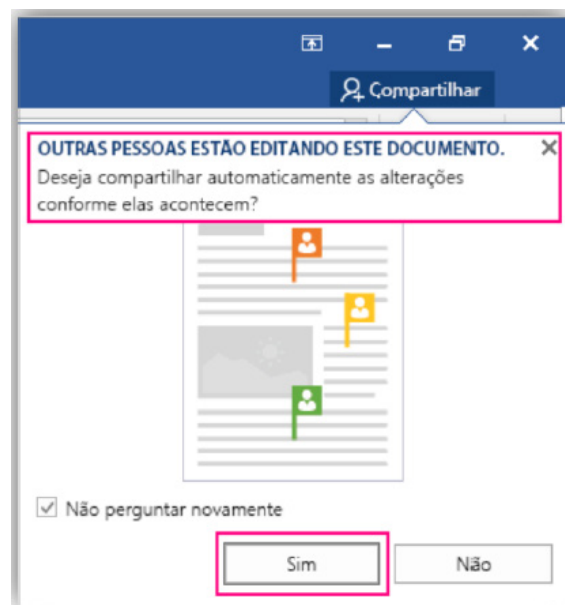 Compartilhar
OUTRAS PESSOAS ESTÃO EDITANDO ESTE DOCUMENTO.
Deseja compartilhar automaticamente as alterações
conforme elas acontecem?
Não perguntar novamente
Sim
Não